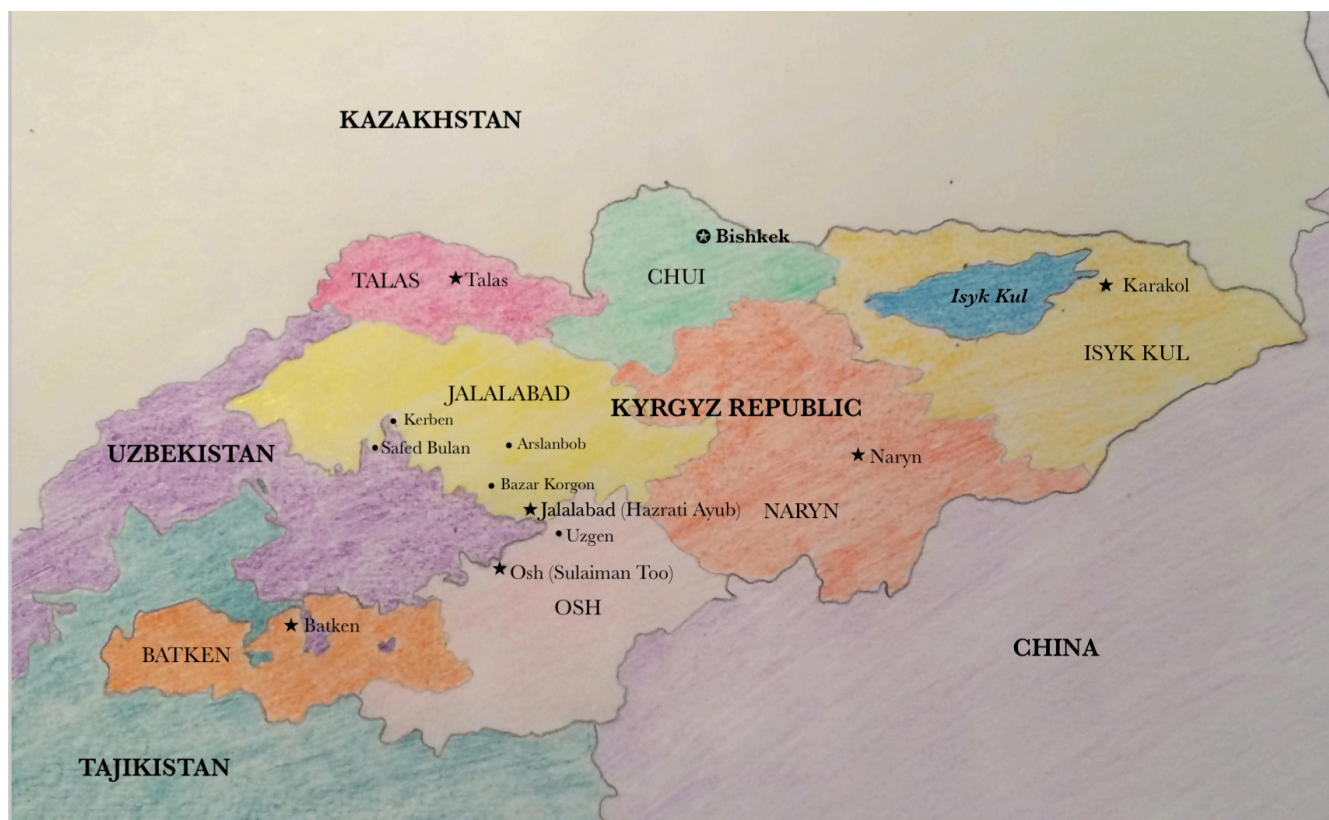 KAZAKHSTAN
Bishkek
TALAS
Talas
CHUI
Isyk Kul
Karakol
ISYK KUL
JALALABAD
KYRGYZ REPUBLIC
Kerben
Safed Bulan
Arslanbob
UZBEKISTAN
Naryn
Bazar Korgon
Jalalabad (Hazrati Ayub)
NARYN
Uzgen
Osh (Sulaiman Too)
OSH
Batken
BATKEN
CHINA
TAJIKISTAN